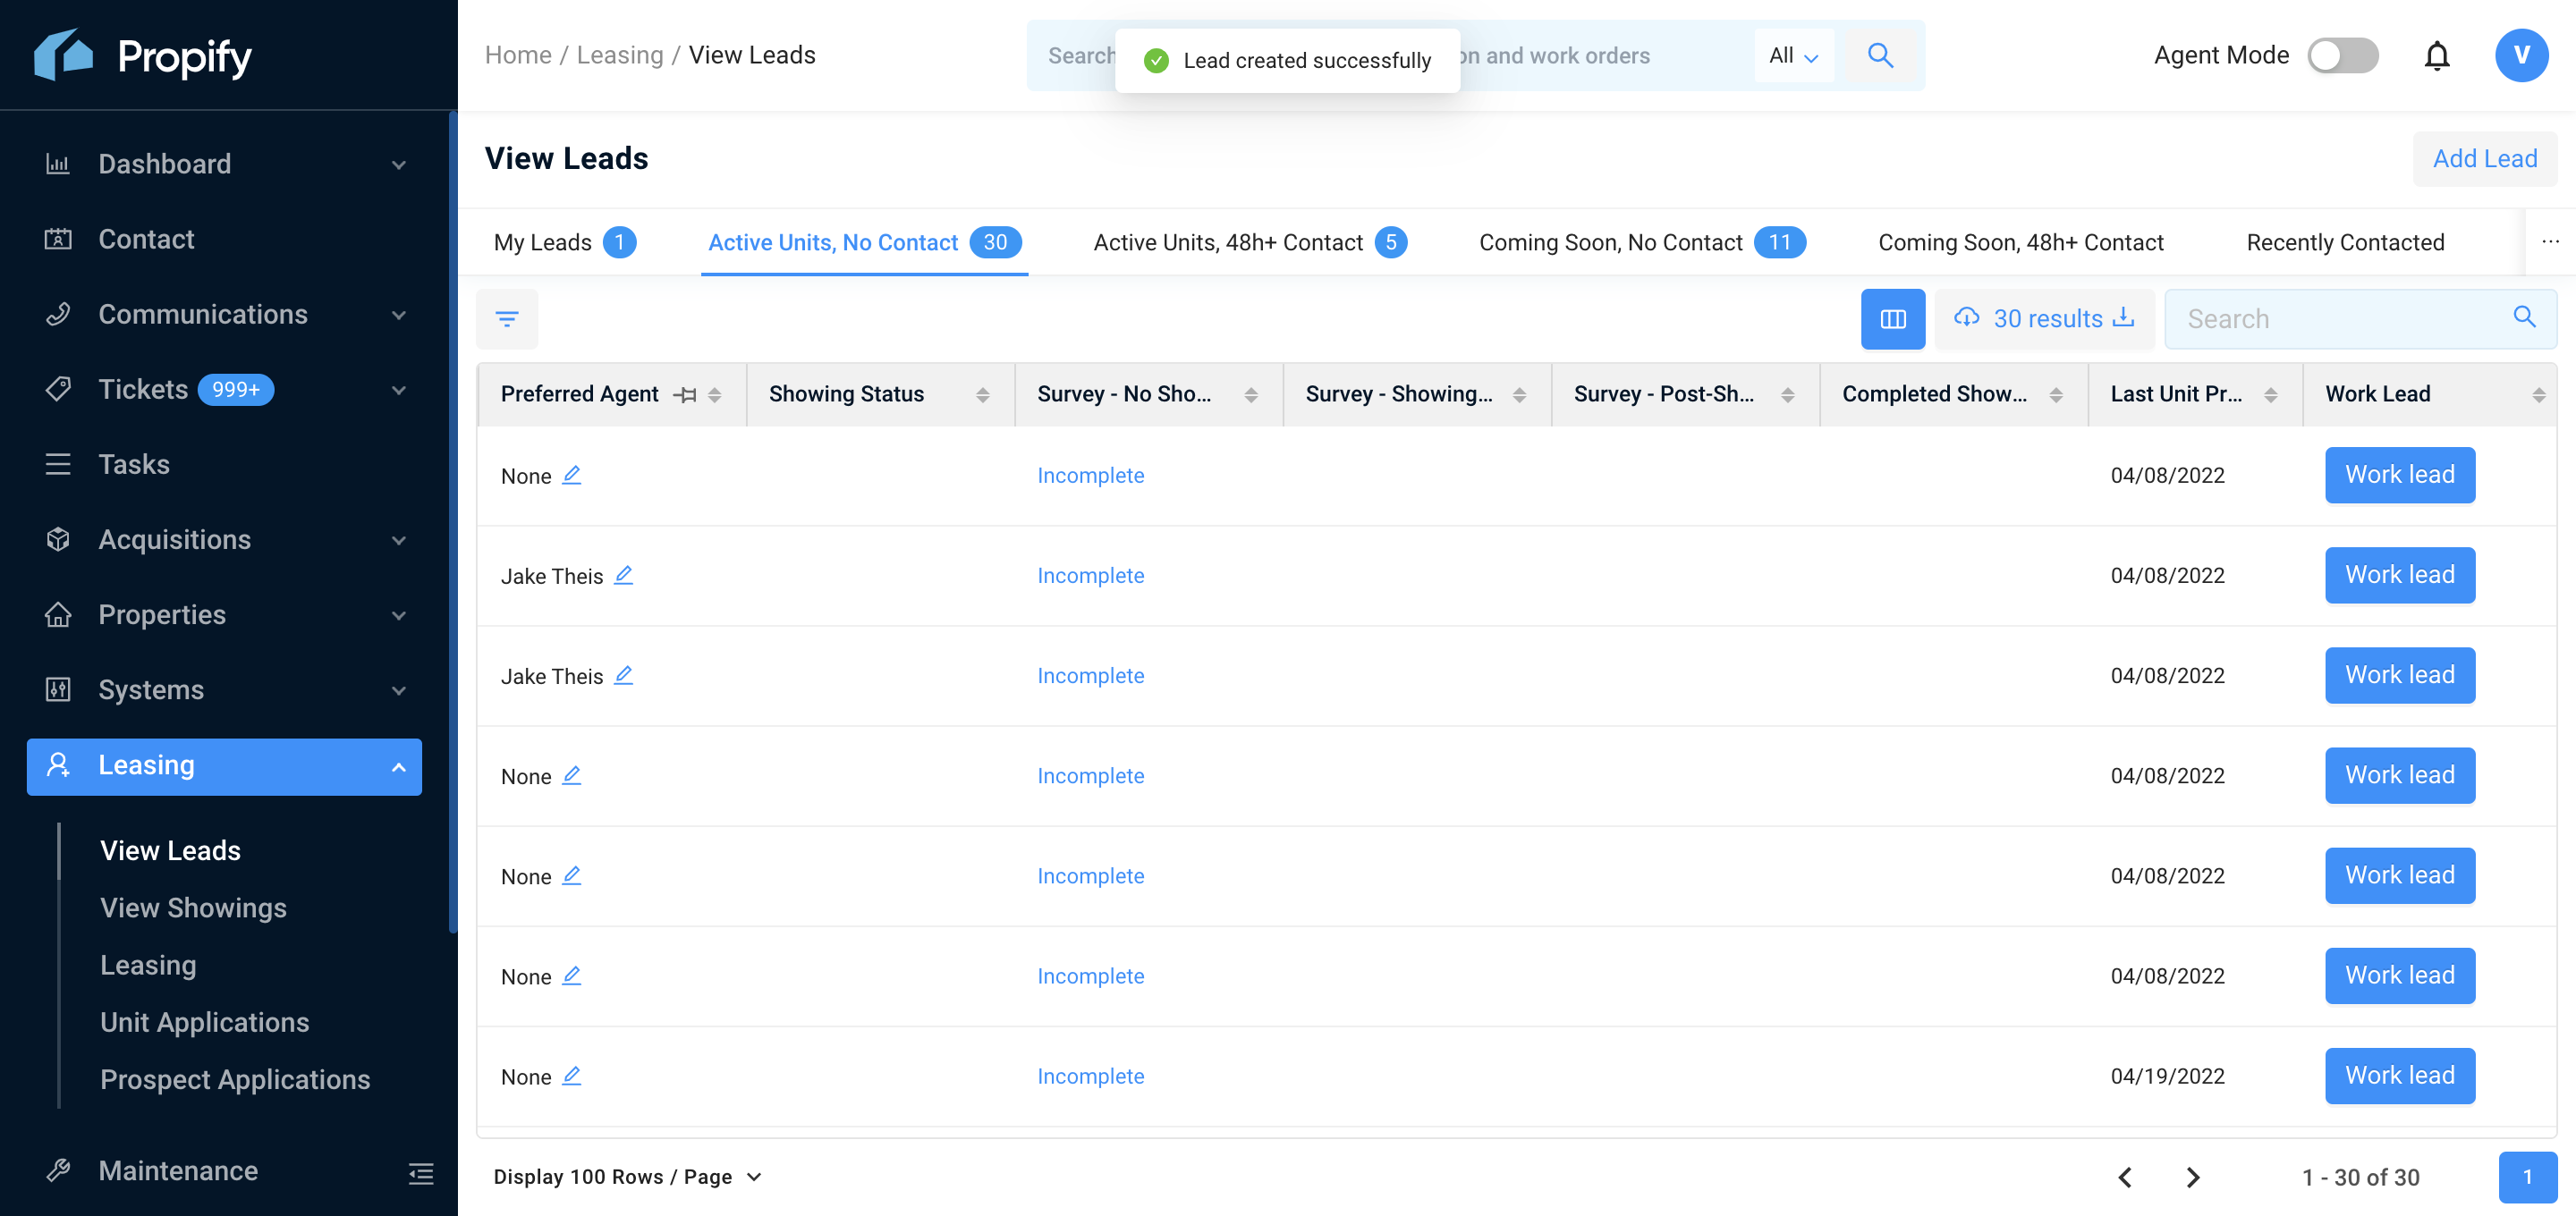 Propify
Home / Leasing / View Leads
Search
on and work orders
All
Lead created successfully
Agent Mode
V
Dashboard
Contact
Communications
Tickets 999+
Tasks
Acquisitions
Properties
Systems
Leasing
View Leads
View Showings
Leasing
Unit Applications
Prospect Applications
Maintenance
View Leads
Add Lead
My Leads 1
Active Units, No Contact 30
Active Units, 48h+ Contact 5
Coming Soon, No Contact 11
Coming Soon, 48h+ Contact
Recently Contacted
...
30 results
Search
Preferred Agent Showing Status Survey - No Sho... Survey - Showing... Survey - Post-Sh... Completed Show... Last Unit Pr... Work Lead
None Incomplete 04/08/2022 Work lead
Jake Theis Incomplete 04/08/2022 Work lead
Jake Theis Incomplete 04/08/2022 Work lead
None Incomplete 04/08/2022 Work lead
None Incomplete 04/08/2022 Work lead
None Incomplete 04/08/2022 Work lead
None Incomplete 04/19/2022 Work lead
Display 100 Rows / Page
1 - 30 of 30
1